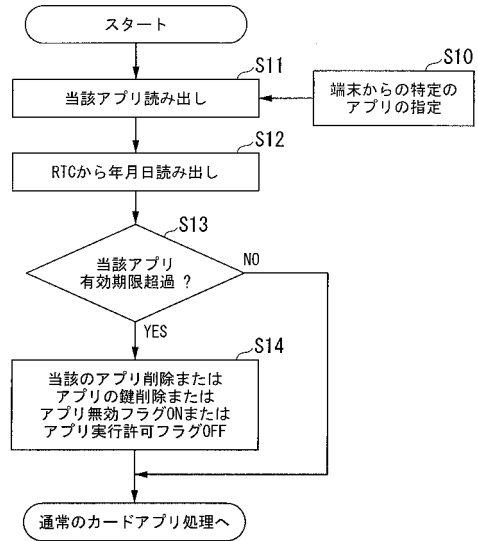 スタート
S10
端末からの特定の
アプリの指定
S11
当該アプリ読み出し
S12
RTCから年月日読み出し
S13
当該アプリ
有効期限超過 ?
NO
YES
S14
当該のアプリ削除または
アプリの鍵削除または
アプリ無効フラグONまたは
アプリ実行許可フラグOFF
通常のカードアプリ処理へ